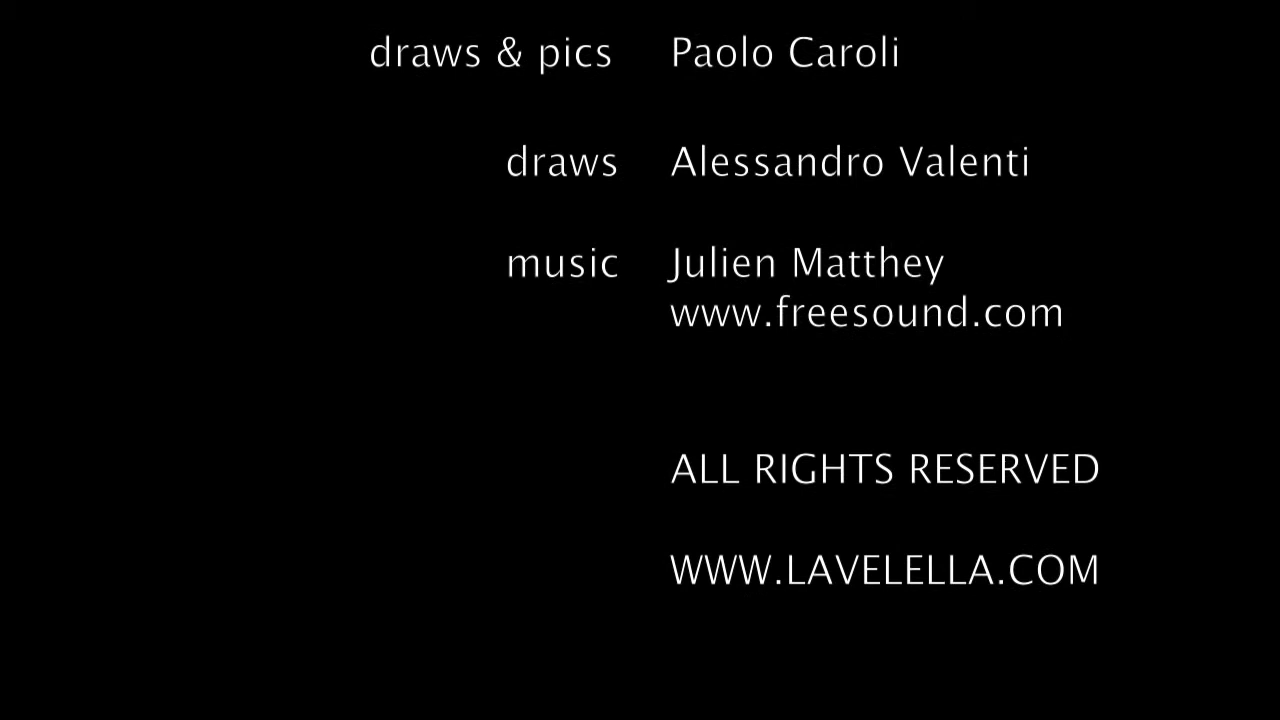 draws & pics Paolo Caroli
draws Alessandro Valenti
music Julien Matthey
www.freesound.com
ALL RIGHTS RESERVED
WWW.LAVELELLA.COM